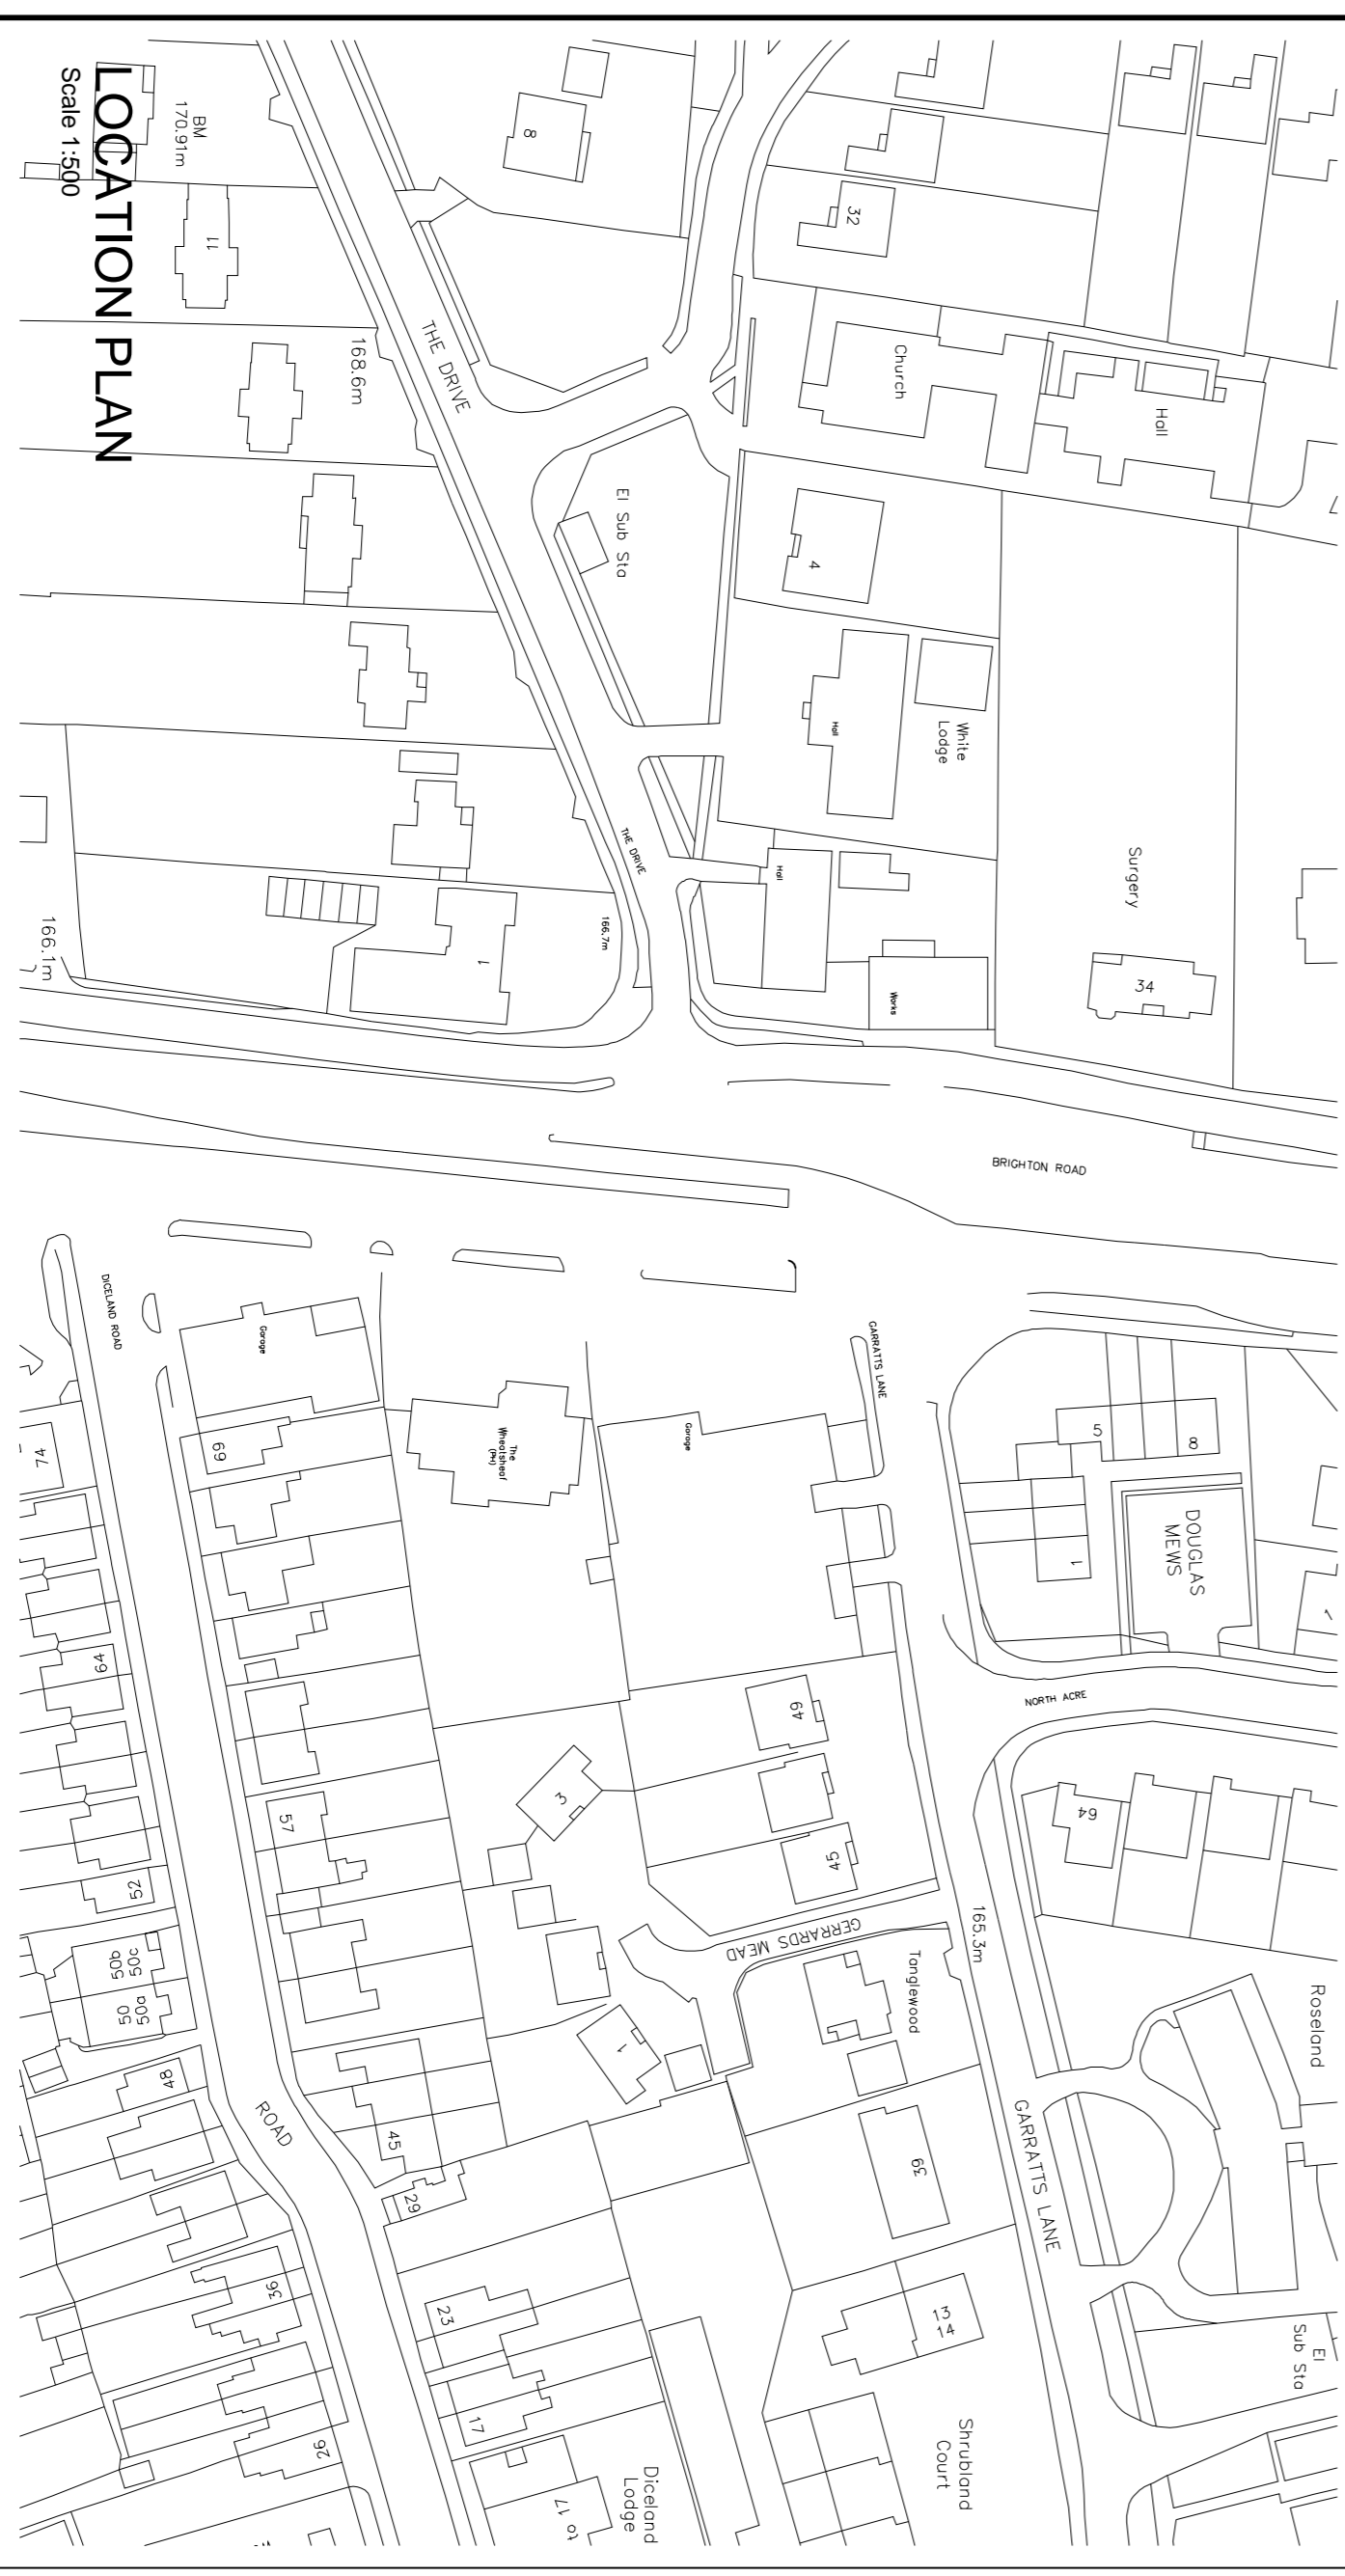 LOCATION PLAN
Scale 1:500
BM
170.91m
11
8
32
THE DRIVE
168.6m
Church
Hall
El Sub Sta
4
White
Lodge
Hall
THE DRIVE
Surgery
Hall
166.7m
166.1m
1
Works
34
BRIGHTON ROAD
DICELAND ROAD
Garage
GARRATTS LANE
The
Wheatsheaf
(PH)
Garage
5
8
74
69
DOUGLAS
MEWS
1
64
49
NORTH ACRE
3
57
45
64
52
GERRARDS MEAD
165.3m
Tanglewood
50b
50c
50
50a
1
Roseland
48
ROAD
45
29
39
GARRATTS LANE
36
23
13
14
El
Sub Sta
26
17
Shrubland
Court
Diceland
Lodge
to 17